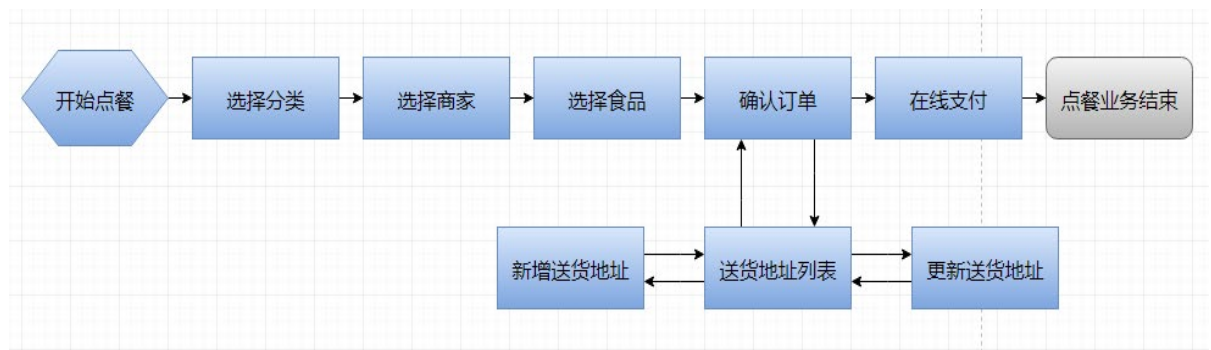 开始点餐
选择分类
选择商家
选择食品
确认订单
在线支付
点餐业务结束
新增送货地址
送货地址列表
更新送货地址